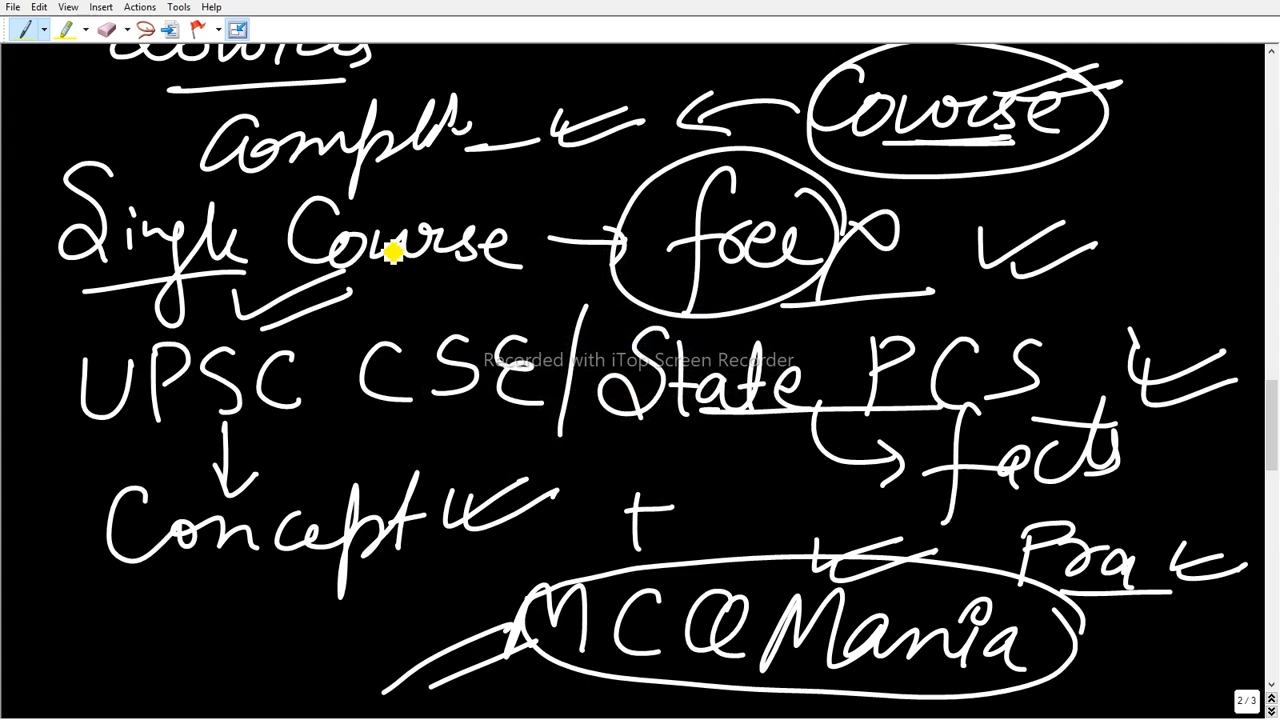 File Edit View Insert Actions Tools Help
Course
Single Course → free
Recorded with iTop Screen Recorder
UPSC CSE/State PCS
facts
Concept +
Pra
MCQ Mania
2/3